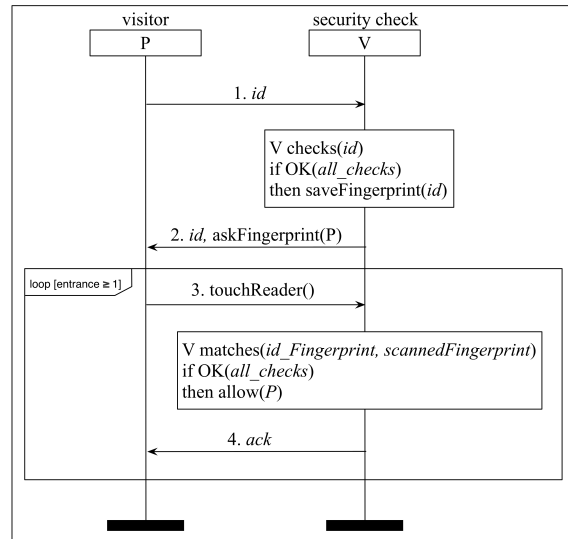 visitor
security check
P
V
1. id
V checks(id)
if OK(all_checks)
then saveFingerprint(id)
2. id, askFingerprint(P)
loop [entrance ≥ 1]
3. touchReader()
V matches(id_Fingerprint, scannedFingerprint)
if OK(all_checks)
then allow(P)
4. ack